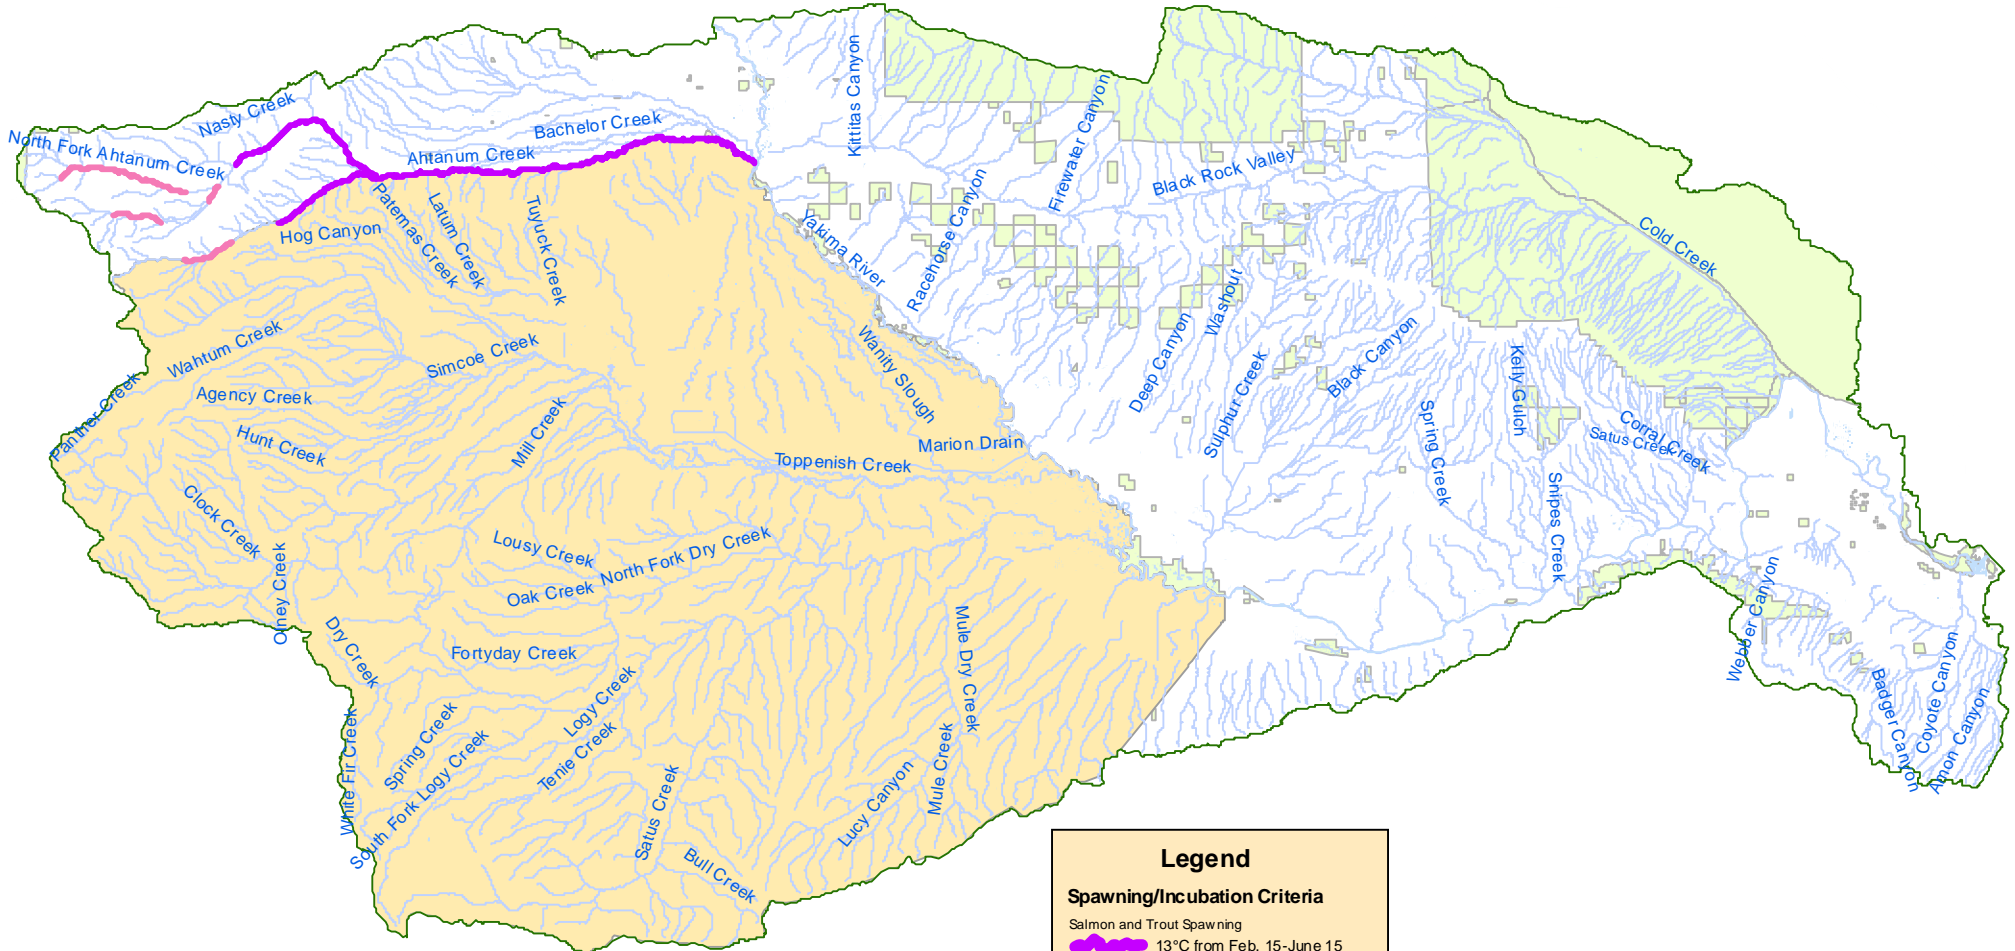 Kittitas Canyon
Nasty Creek
Bachelor Creek
Firewater Canyon
North Fork Ahtanum Creek
Ahtanum Creek
Black Rock Valley
Patemas Creek
Latum Creek
Tuyuck Creek
Hog Canyon
Yakima River
Racehorse Canyon
Cold Creek
Washout
Wahtum Creek
Simcoe Creek
Wanity Slough
Deep Canyon
Black Canyon
Kelly Gulch
Panther Creek
Agency Creek
Sulphur Creek
Spring Creek
Corral Creek
Satus Creek
Hunt Creek
Mill Creek
Marion Drain
Toppenish Creek
Clock Creek
Snipes Creek
Lousy Creek
North Fork Dry Creek
Olney Creek
Oak Creek
Webber Canyon
Dry Creek
Mule Dry Creek
Fortyday Creek
Logy Creek
Badger Canyon
Coyote Canyon
Amon Canyon
White Fir Creek
Spring Creek
South Fork Logy Creek
Tenie Creek
Mule Creek
Satus Creek
Lucy Canyon
Bull Creek
Legend
Spawning/Incubation Criteria
Salmon and Trout Spawning
13°C from Feb. 15-June 15